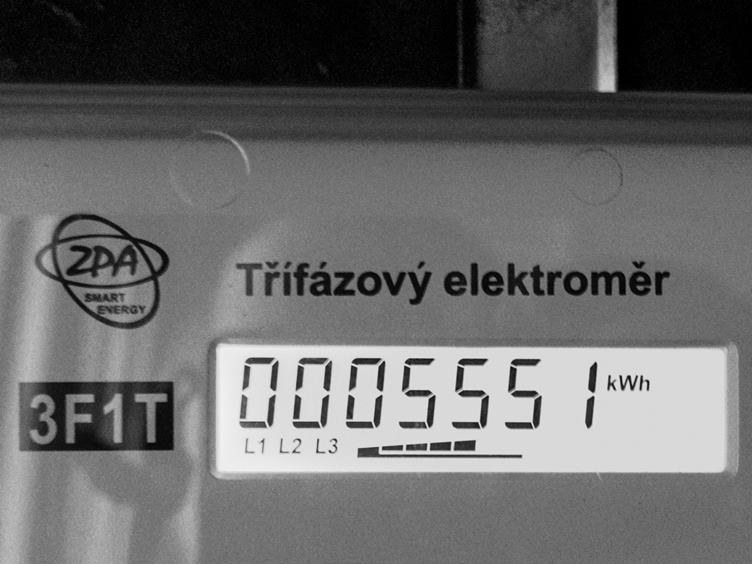 ZPA
SMART
ENERGY
Třífázový elektroměr
3F1T
0005551 kWh
L1 L2 L3